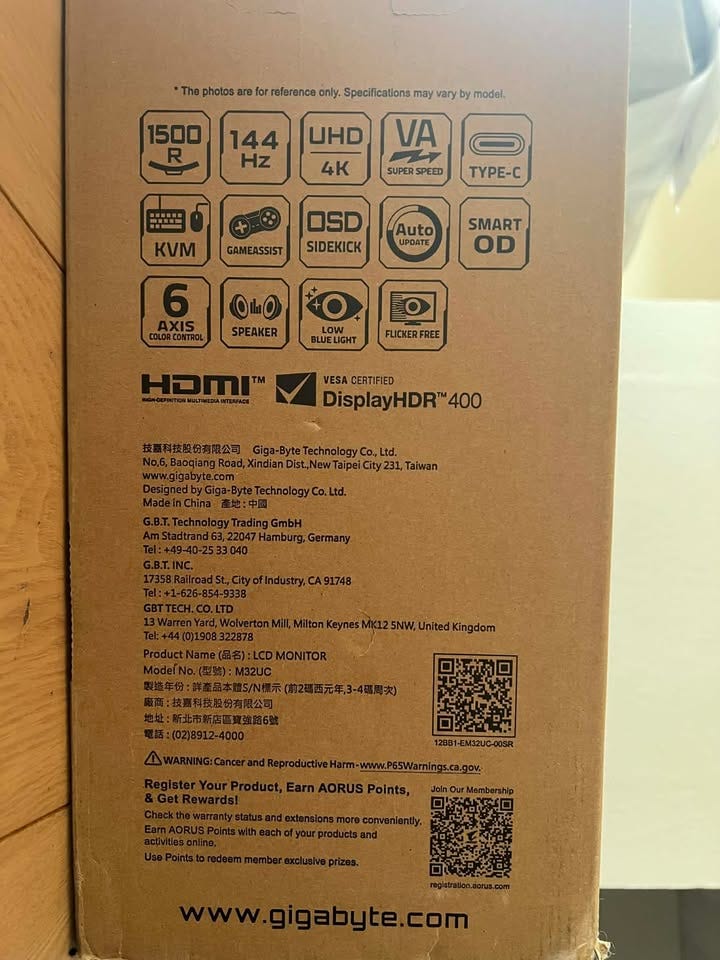 * The photos are for reference only. Specifications may vary by model.
1500
R
144
Hz
UHD
4K
VA
SUPER SPEED
TYPE-C
KVM
GAMEASSIST
OSD
SIDEKICK
Auto
UPDATE
SMART
OD
6
AXIS
COLOR CONTROL
SPEAKER
LOW
BLUE LIGHT
FLICKER FREE
HDMI™
HIGH-DEFINITION MULTIMEDIA INTERFACE
VESA CERTIFIED
DisplayHDR™400
技嘉科技股份有限公司 Giga-Byte Technology Co., Ltd.
No,6, Baoqiang Road, Xindian Dist.,New Taipei City 231, Taiwan
www.gigabyte.com
Designed by Giga-Byte Technology Co. Ltd.
Made in China 產地 : 中國
G.B.T. Technology Trading GmbH
Am Stadtrand 63, 22047 Hamburg, Germany
Tel : +49-40-25 33 040
G.B.T. INC.
17358 Railroad St., City of Industry, CA 91748
Tel : +1-626-854-9338
GBT TECH. CO. LTD
13 Warren Yard, Wolverton Mill, Milton Keynes MK12 5NW, United Kingdom
Tel: +44 (0)1908 322878
Product Name (品名) : LCD MONITOR
Model No. (型號) : M32UC
製造年份 : 詳產品本體S/N標示 (前2碼西元年,3-4碼周次)
廠商 : 技嘉科技股份有限公司
地址 : 新北市新店區寶強路6號
電話 : (02)8912-4000
12BB1-EM32UC-00SR
WARNING: Cancer and Reproductive Harm - www.P65Warnings.ca.gov.
Register Your Product, Earn AORUS Points,
& Get Rewards!
Check the warranty status and extensions more conveniently.
Earn AORUS Points with each of your products and
activities online.
Use Points to redeem member exclusive prizes.
Join Our Membership
registration.aorus.com
www.gigabyte.com